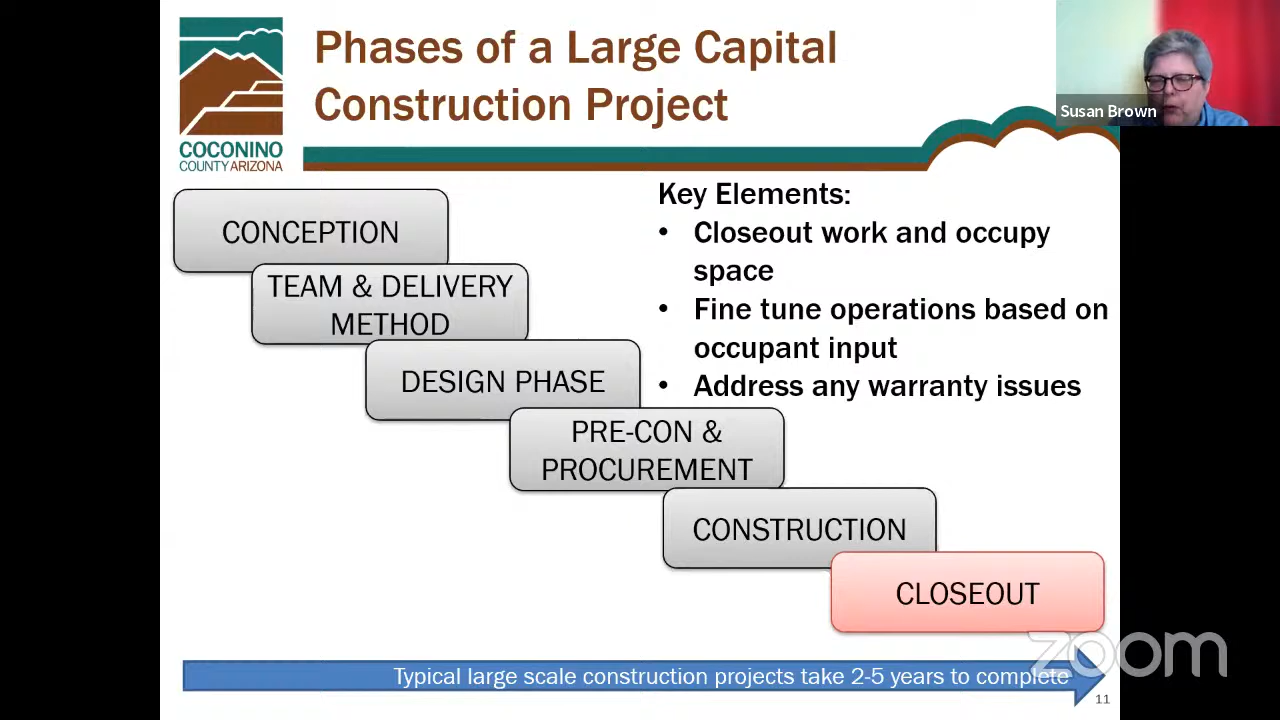 Phases of a Large Capital
Construction Project
Susan Brown
COCONINO
COUNTY ARIZONA
CONCEPTION
TEAM & DELIVERY
METHOD
DESIGN PHASE
PRE-CON &
PROCUREMENT
CONSTRUCTION
CLOSEOUT
Key Elements:
• Closeout work and occupy
space
• Fine tune operations based on
occupant input
• Address any warranty issues
Typical large scale construction projects take 2-5 years to complete
zoom
11